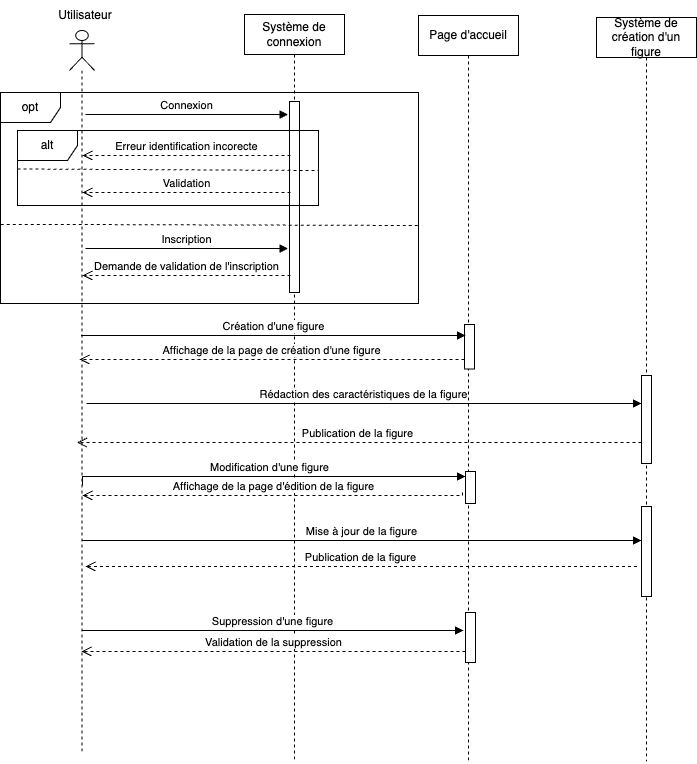 Utilisateur
Système de
connexion
Page d'accueil
Système de
création d'un
figure
opt
Connexion
alt
Erreur identification incorecte
Validation
Inscription
Demande de validation de l'inscription
Création d'une figure
Affichage de la page de création d'une figure
Rédaction des caractéristiques de la figure
Publication de la figure
Modification d'une figure
Affichage de la page d'édition de la figure
Mise à jour de la figure
Publication de la figure
Suppression d'une figure
Validation de la suppression